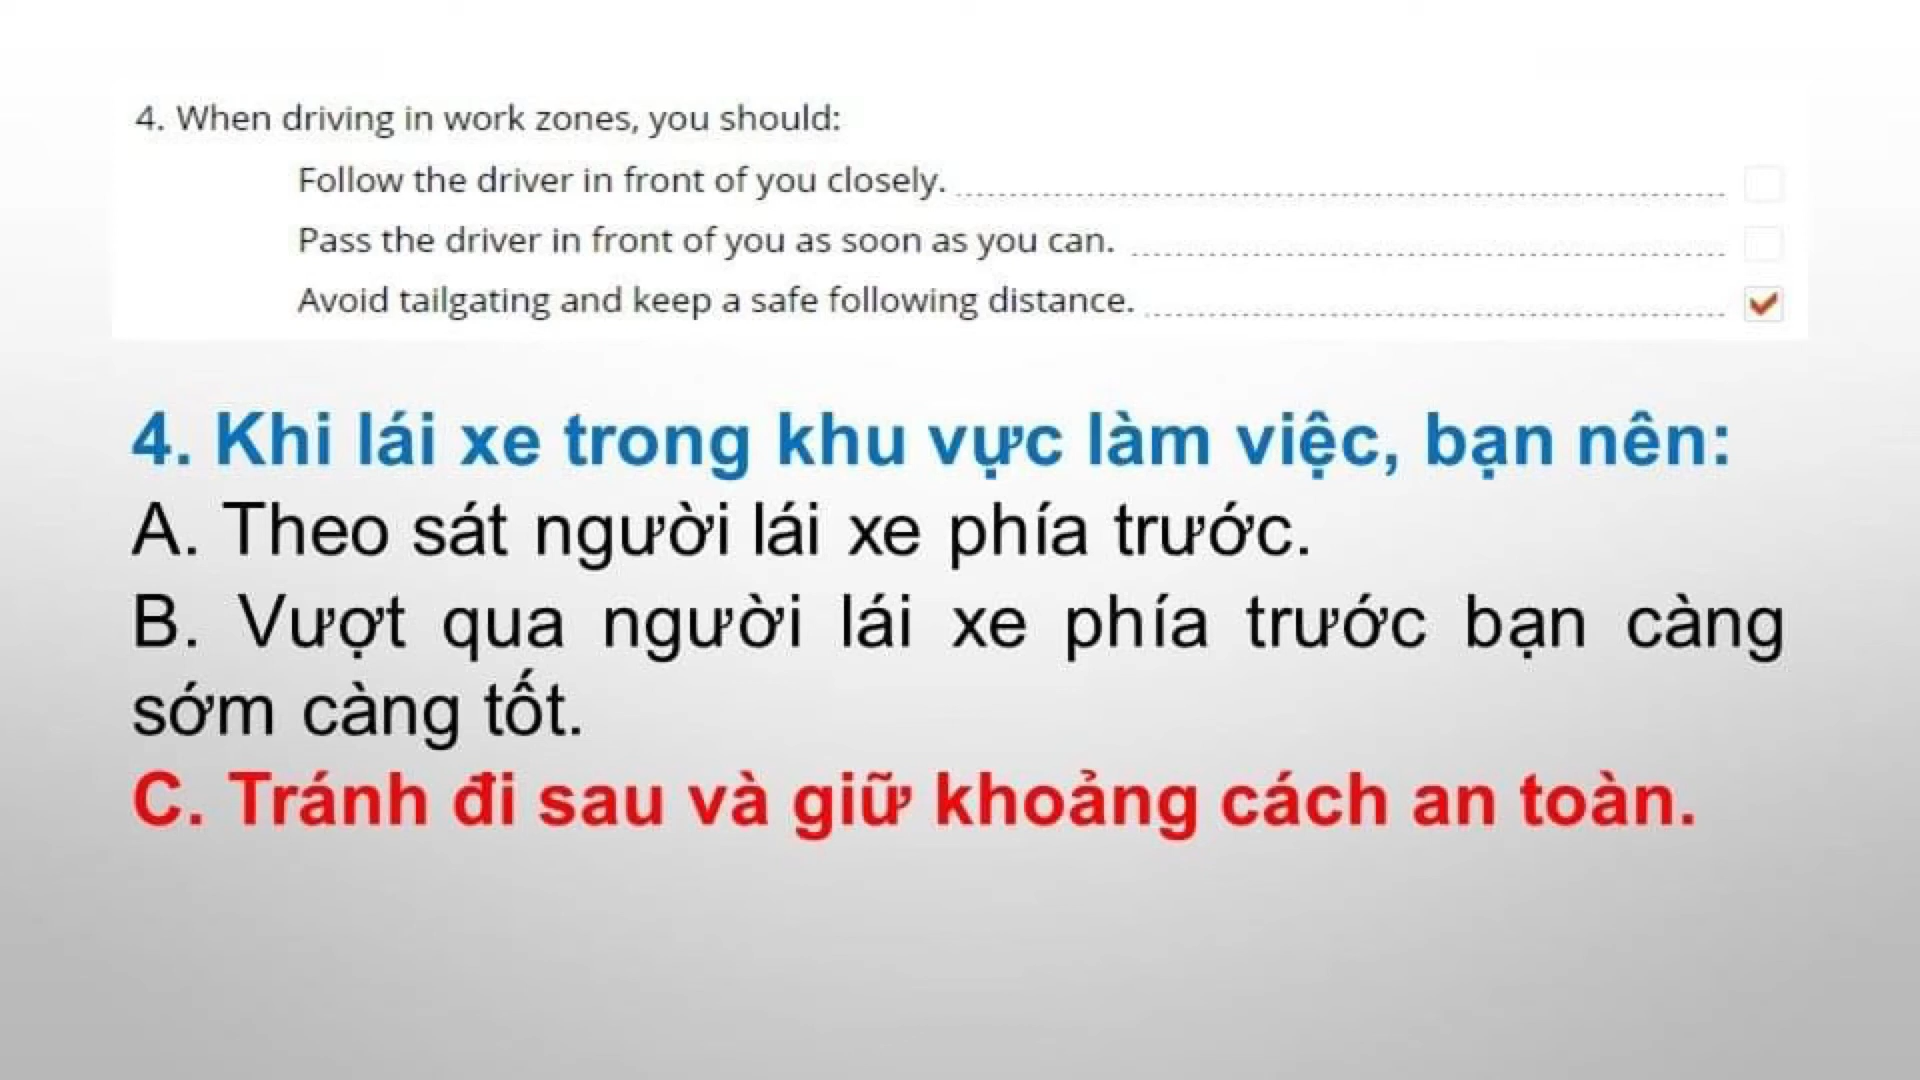 4. When driving in work zones, you should:
Follow the driver in front of you closely.
Pass the driver in front of you as soon as you can.
Avoid tailgating and keep a safe following distance.
4. Khi lái xe trong khu vực làm việc, bạn nên:
A. Theo sát người lái xe phía trước.
B. Vượt qua người lái xe phía trước bạn càng
sớm càng tốt.
C. Tránh đi sau và giữ khoảng cách an toàn.